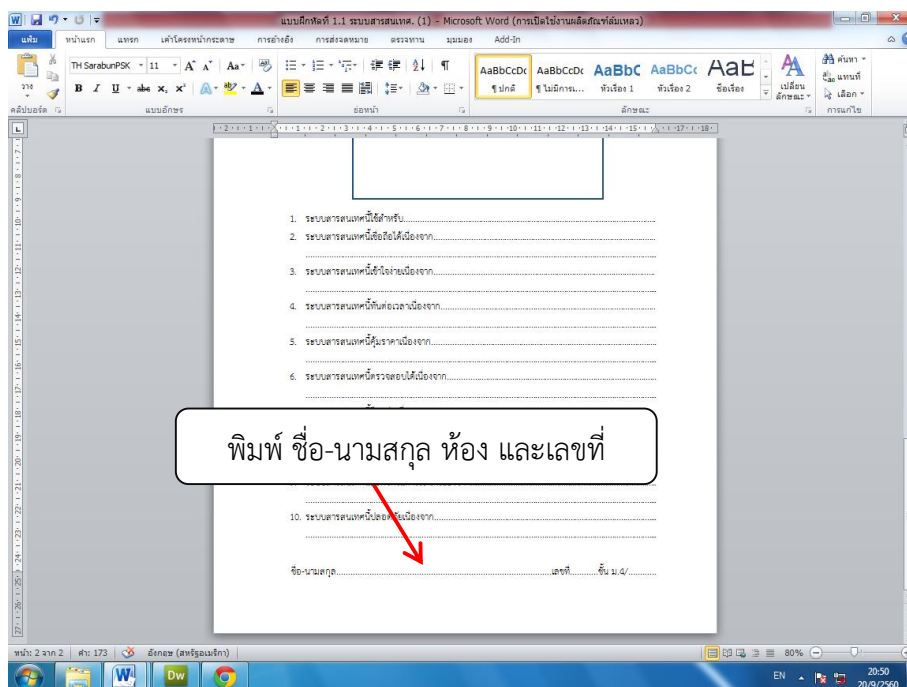 แบบฝึกหัดที่ 1.1 ระบบสารสนเทศ. (1) - Microsoft Word (การเปิดใช้งานผลิตภัณฑ์ล้มเหลว)
แฟ้ม หน้าแรก แทรก เค้าโครงหน้ากระดาษ การอ้างอิง การส่งจดหมาย ตรวจทาน มุมมอง Add-In
วาง
TH SarabunPSK 11
AaBbCcDc AaBbCcDc AaBbC AaBbCc AaB
¶ ปกติ ¶ ไม่มีการ... หัวเรื่อง 1 หัวเรื่อง 2 ชื่อเรื่อง
เปลี่ยนลักษณะ
ค้นหา
แทนที่
เลือก
คลิปบอร์ด แบบอักษร ย่อหน้า ลักษณะ การแก้ไข
1. ระบบสารสนเทศนี้ใช้สำหรับ
2. ระบบสารสนเทศนี้เชื่อถือได้เนื่องจาก
3. ระบบสารสนเทศนี้เข้าใจง่ายเนื่องจาก
4. ระบบสารสนเทศนี้ทันต่อเวลาเนื่องจาก
5. ระบบสารสนเทศนี้คุ้มราคาเนื่องจาก
6. ระบบสารสนเทศนี้ตรวจสอบได้เนื่องจาก
พิมพ์ ชื่อ-นามสกุล ห้อง และเลขที่
10. ระบบสารสนเทศนี้ปลอดภัยเนื่องจาก
ชื่อ-นามสกุล เลขที่ ชั้น ม.4/
หน้า: 2 จาก 2 คำ: 173 อังกฤษ (สหรัฐอเมริกา) 80%
EN 20:50
20/9/2560